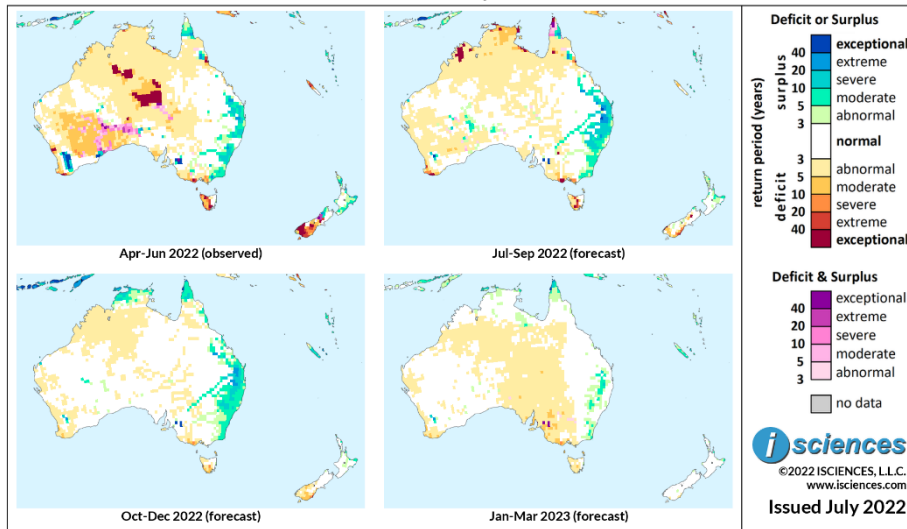 Apr-Jun 2022 (observed)
Jul-Sep 2022 (forecast)
Oct-Dec 2022 (forecast)
Jan-Mar 2023 (forecast)
Deficit or Surplus
return period (years)
surplus
deficit
exceptional
40
extreme
20
severe
10
moderate
5
abnormal
3
normal
3
abnormal
5
moderate
10
severe
20
extreme
40
exceptional
Deficit & Surplus
exceptional
40
extreme
20
severe
10
moderate
5
abnormal
3
no data
i sciences
©2022 ISCIENCES, L.L.C.
www.isciences.com
Issued July 2022